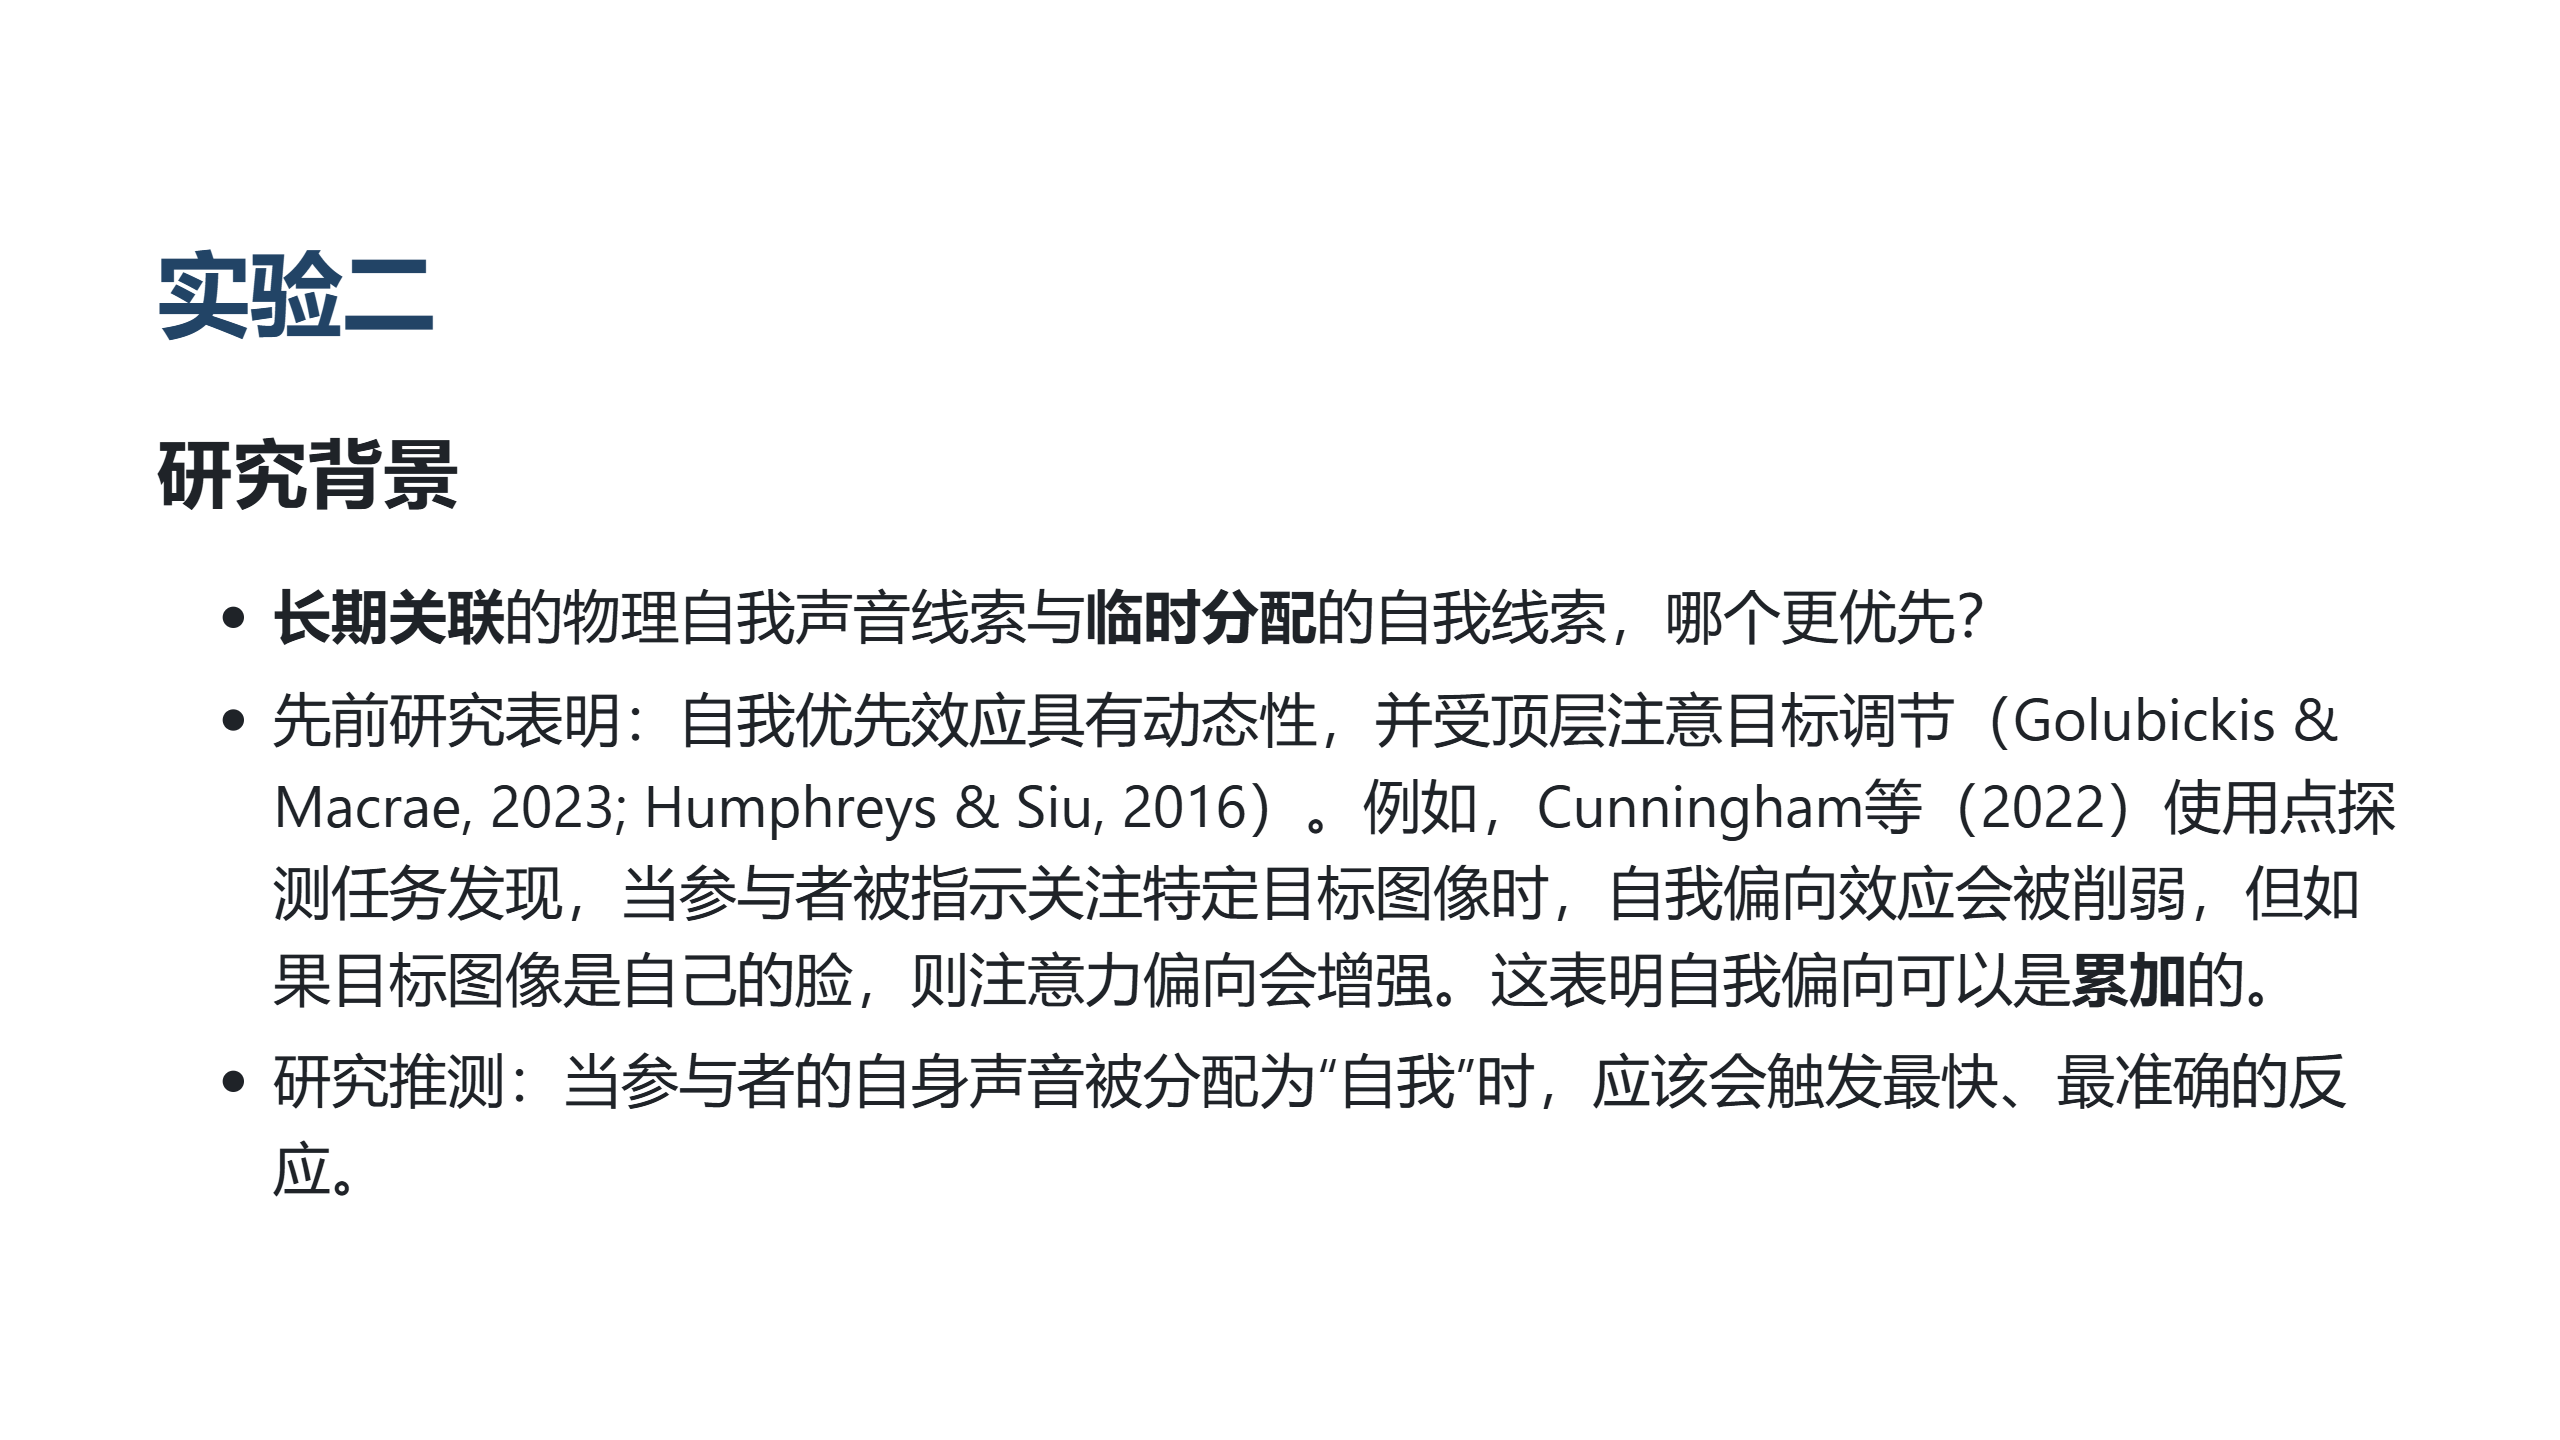 实验二
研究背景
• 长期关联的物理自我声音线索与临时分配的自我线索，哪个更优先？
• 先前研究表明：自我优先效应具有动态性，并受顶层注意目标调节（Golubickis &
Macrae, 2023; Humphreys & Siu, 2016）。例如，Cunningham等（2022）使用点探
测任务发现，当参与者被指示关注特定目标图像时，自我偏向效应会被削弱，但如
果目标图像是自己的脸，则注意力偏向会增强。这表明自我偏向可以是累加的。
• 研究推测：当参与者的自身声音被分配为“自我”时，应该会触发最快、最准确的反
应。